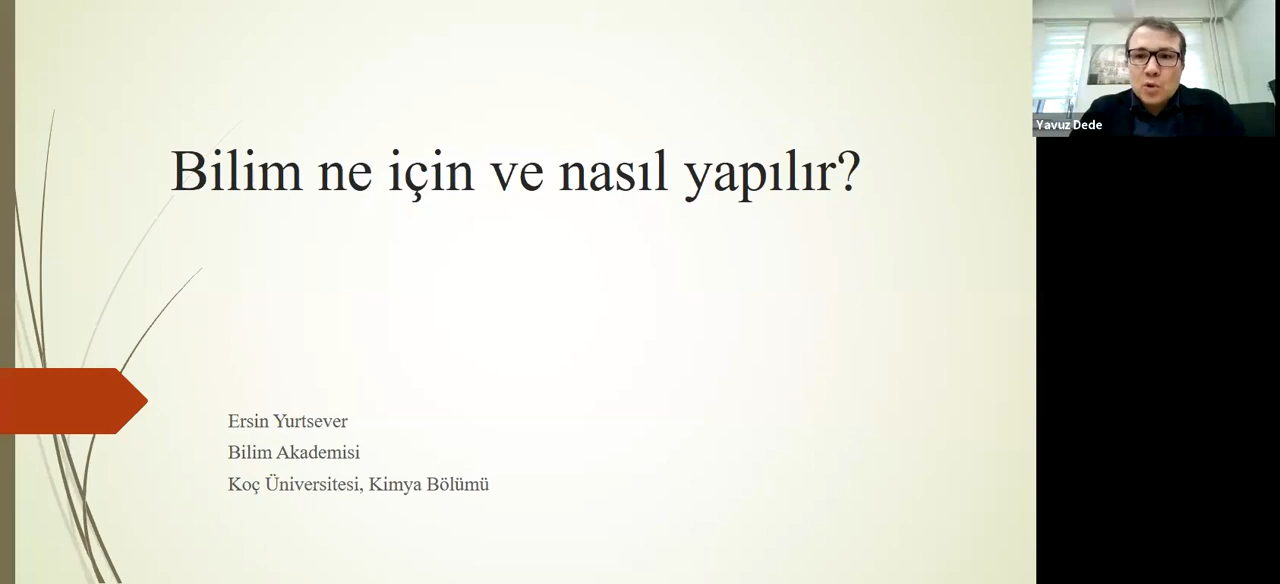 Bilim ne için ve nasıl yapılır?
Ersin Yurtsever
Bilim Akademisi
Koç Üniversitesi, Kimya Bölümü
Yavuz Dede